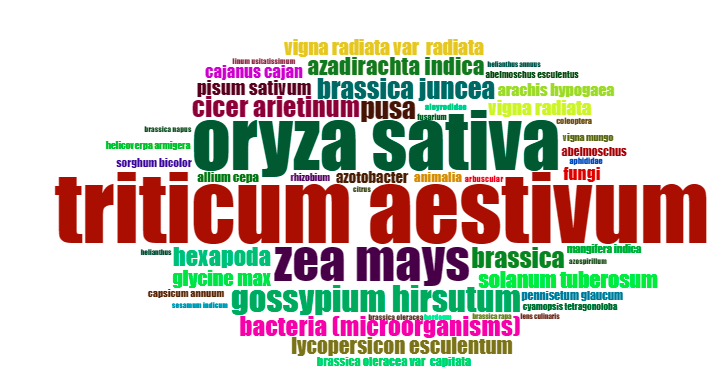 vigna radiata var radiata
linum usitatissimum
helianthus annuus
cajanus cajan
azadirachta indica
abelmoschus esculentus
pisum sativum
brassica juncea
arachis hypogaea
cicer arietinum
pusa
aleyrodidae
vigna radiata
fusarium
coleoptera
brassica napus
oryza sativa
vigna mungo
helicoverpa armigera
abelmoschus
sorghum bicolor
aphididae
allium cepa
rhizobium
azotobacter
animalia
arbuscular
fungi
citrus
triticum aestivum
helianthus
hexapoda
zea mays
brassica
mangifera indica
azospirillum
glycine max
solanum tuberosum
capsicum annuum
gossypium hirsutum
pennisetum glaucum
sesamum indicum
cyamopsis tetragonoloba
brassica oleracea
hordeum
brassica rapa
lens culinaris
bacteria (microorganisms)
lycopersicon esculentum
brassica oleracea var capitata